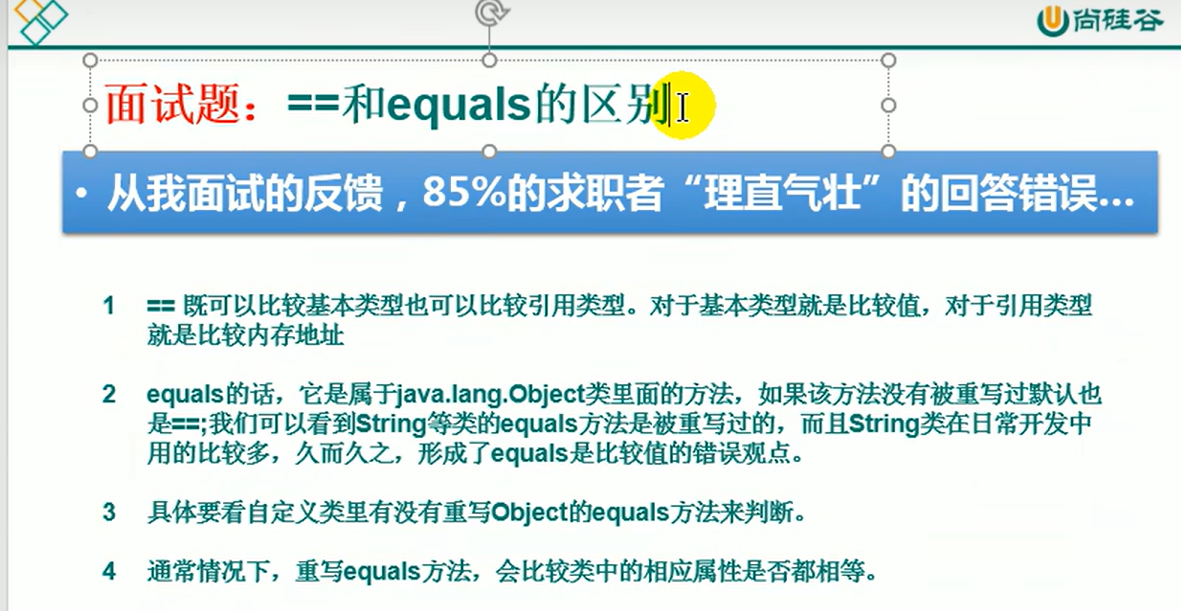 尚硅谷
面试题：==和equals的区别
• 从我面试的反馈，85%的求职者“理直气壮”的回答错误...
1 == 既可以比较基本类型也可以比较引用类型。对于基本类型就是比较值，对于引用类型
就是比较内存地址
2 equals的话，它是属于java.lang.Object类里面的方法，如果该方法没有被重写过默认也
是==;我们可以看到String等类的equals方法是被重写过的，而且String类在日常开发中
用的比较多，久而久之，形成了equals是比较值的错误观点。
3 具体要看自定义类里有没有重写Object的equals方法来判断。
4 通常情况下，重写equals方法，会比较类中的相应属性是否都相等。